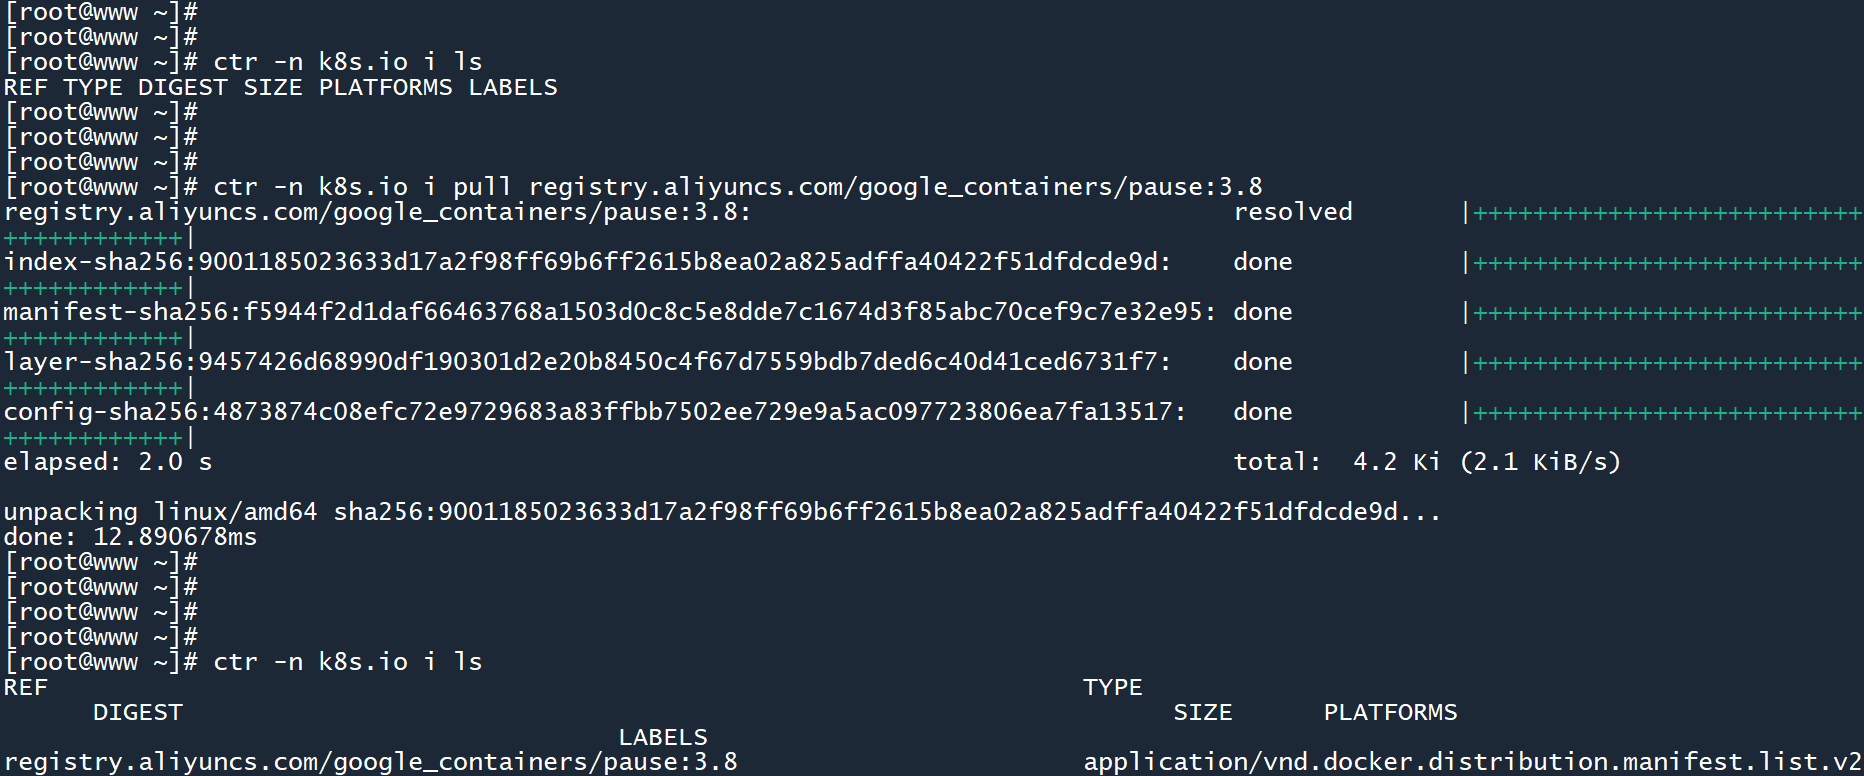 [root@www ~]#
[root@www ~]#
[root@www ~]# ctr -n k8s.io i ls
REF TYPE DIGEST SIZE PLATFORMS LABELS
[root@www ~]#
[root@www ~]#
[root@www ~]#
[root@www ~]# ctr -n k8s.io i pull registry.aliyuncs.com/google_containers/pause:3.8
registry.aliyuncs.com/google_containers/pause:3.8: resolved |++++++++++++++++++++++++++
++++++++++++|
index-sha256:9001185023633d17a2f98ff69b6ff2615b8ea02a825adffa40422f51dfdcde9d: done |++++++++++++++++++++++++++
++++++++++++|
manifest-sha256:f5944f2d1daf66463768a1503d0c8c5e8dde7c1674d3f85abc70cef9c7e32e95: done |++++++++++++++++++++++++++
++++++++++++|
layer-sha256:9457426d68990df190301d2e20b8450c4f67d7559bdb7ded6c40d41ced6731f7: done |++++++++++++++++++++++++++
++++++++++++|
config-sha256:4873874c08efc72e9729683a83ffbb7502ee729e9a5ac097723806ea7fa13517: done |++++++++++++++++++++++++++
++++++++++++|
elapsed: 2.0 s total: 4.2 Ki (2.1 KiB/s)
unpacking linux/amd64 sha256:9001185023633d17a2f98ff69b6ff2615b8ea02a825adffa40422f51dfdcde9d...
done: 12.890678ms
[root@www ~]#
[root@www ~]#
[root@www ~]#
[root@www ~]#
[root@www ~]# ctr -n k8s.io i ls
REF TYPE
DIGEST SIZE PLATFORMS
LABELS
registry.aliyuncs.com/google_containers/pause:3.8 application/vnd.docker.distribution.manifest.list.v2